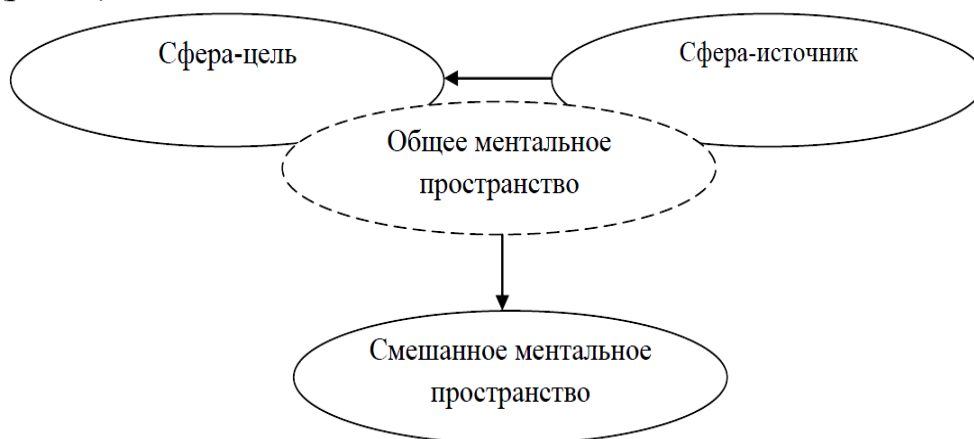 Сфера-цель
Сфера-источник
Общее ментальное
пространство
Смешанное ментальное
пространство